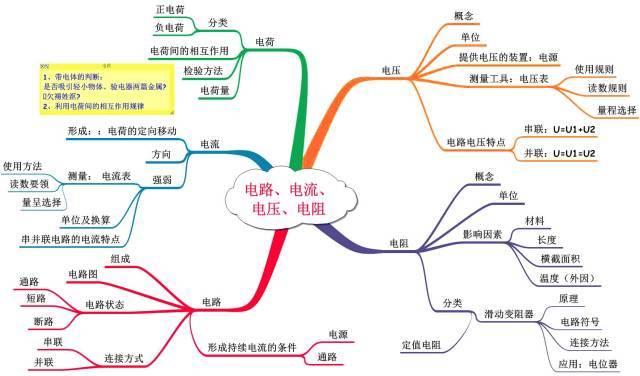 电路、电流、
电压、电阻
电荷
分类
正电荷
负电荷
电荷间的相互作用
检验方法
电荷量
1、带电体的判断:
是否吸引轻小物体、验电器两箔金属?
2、利用电荷间的相互作用规律
电流
形成:;电荷的定向移动
方向
强弱
测量: 电流表
使用方法
读数要领
量呈选择
单位及换算
串并联电路的电流特点
电路
组成
电路图
电路状态
通路
短路
断路
连接方式
串联
并联
形成持续电流的条件
电源
通路
电压
概念
单位
提供电压的装置:电源
测量工具:电压表
使用规则
读数规则
量程选择
电路电压特点
串联:U=U1+U2
并联:U=U1=U2
电阻
概念
单位
影响因素
材料
长度
横截面积
温度(外因)
分类
滑动变阻器
原理
电路符号
连接方法
应用:电位器
定值电阻